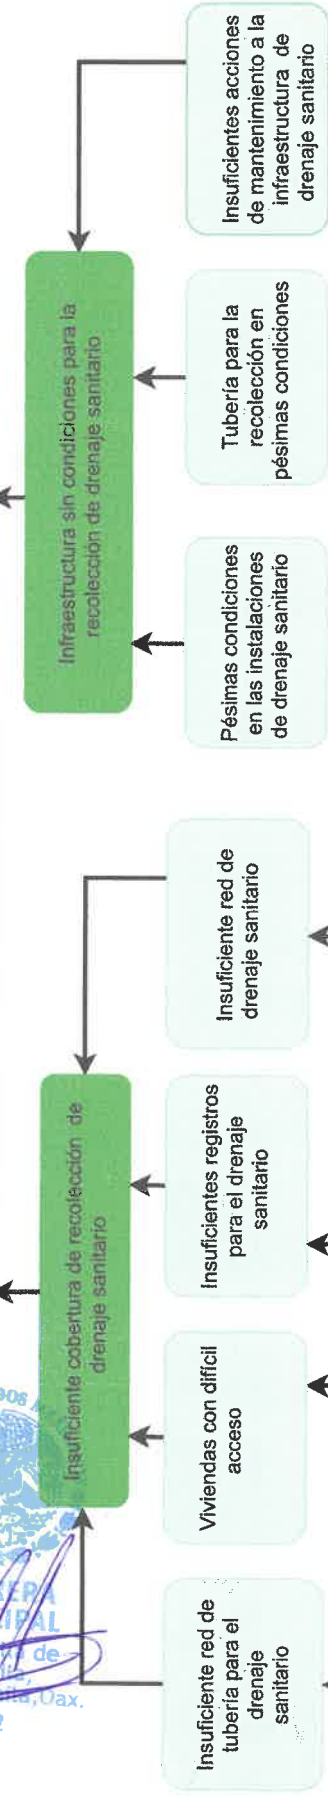 Insuficiente cobertura de recolección de
drenaje sanitario
Infraestructura sin condiciones para la
recolección de drenaje sanitario
Insuficiente red de
tubería para el
drenaje
sanitario
Viviendas con difícil
acceso
Insuficientes registros
para el drenaje
sanitario
Insuficiente red de
drenaje sanitario
Pésimas condiciones
en las instalaciones
de drenaje sanitario
Tubería para la
recolección en
pésimas condiciones
Insuficientes acciones
de mantenimiento a la
infraestructura de
drenaje sanitario
de
Oax.